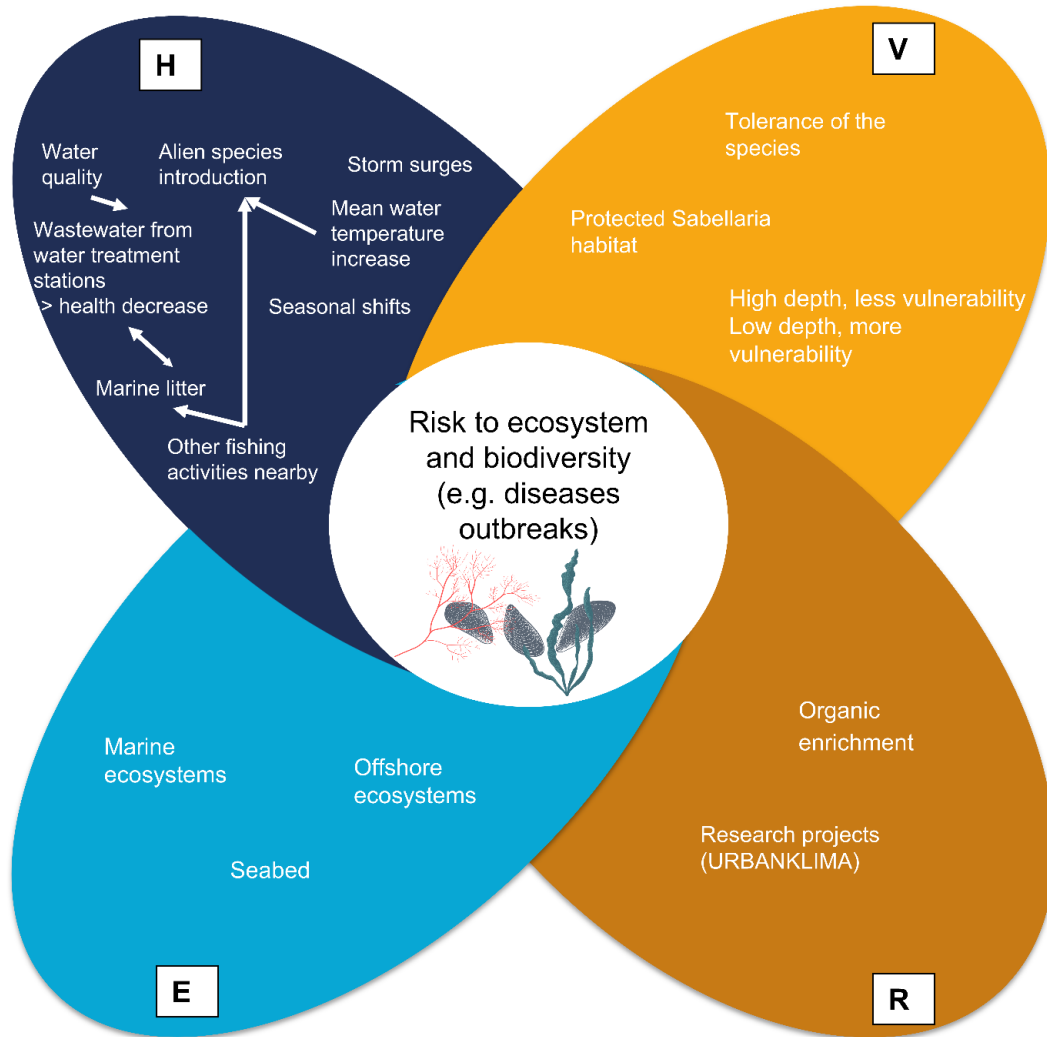 H
Water
quality
Alien species
introduction
Storm surges
Mean water
temperature
increase
Wastewater from
water treatment
stations
> health decrease
Seasonal shifts
Marine litter
Other fishing
activities nearby
V
Tolerance of the
species
Protected Sabellaria
habitat
High depth, less vulnerability
Low depth, more
vulnerability
Risk to ecosystem
and biodiversity
(e.g. diseases
outbreaks)
Marine
ecosystems
Offshore
ecosystems
Seabed
E
Organic
enrichment
Research projects
(URBANKLIMA)
R